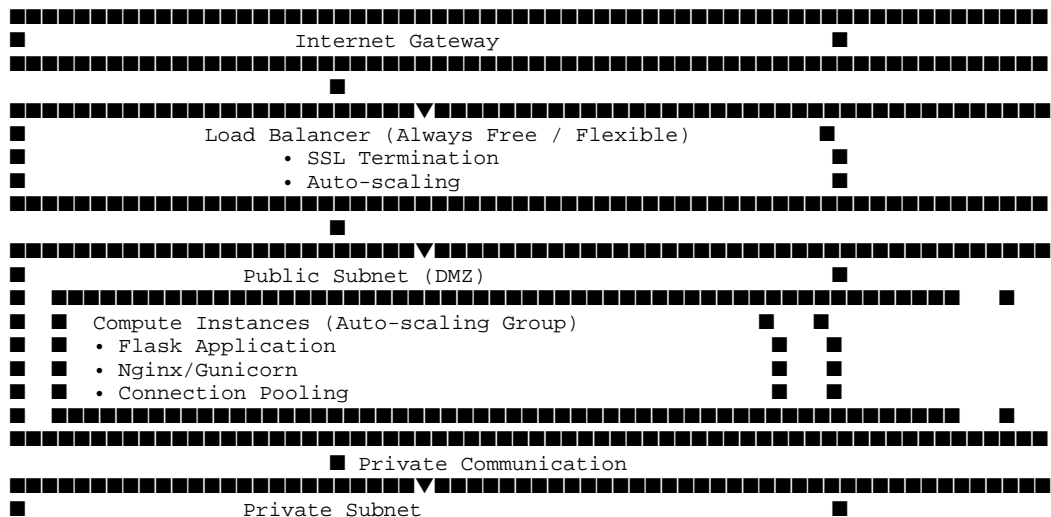 Internet Gateway
Load Balancer (Always Free / Flexible)
• SSL Termination
• Auto-scaling
Public Subnet (DMZ)
Compute Instances (Auto-scaling Group)
• Flask Application
• Nginx/Gunicorn
• Connection Pooling
Private Communication
Private Subnet